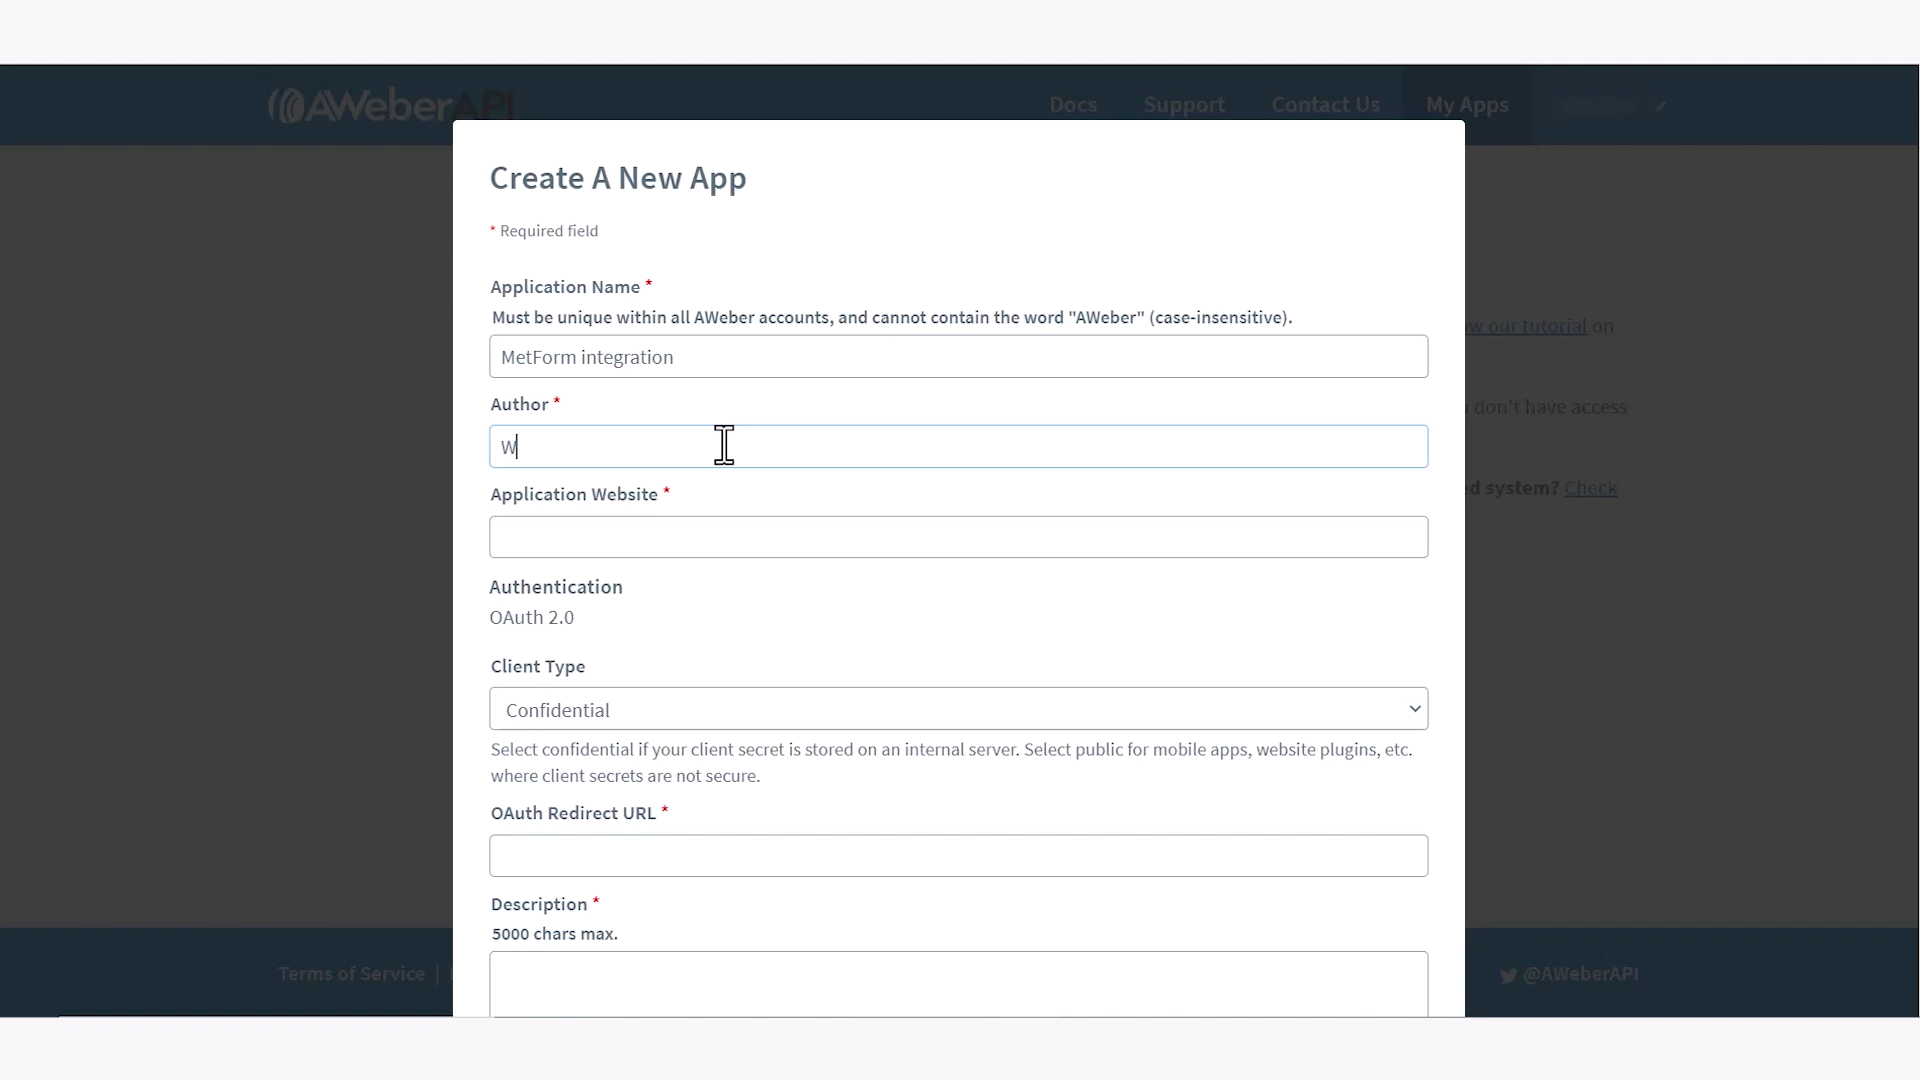 AWeberAPI
Docs Support Contact Us My Apps
Create A New App
* Required field
Application Name *
Must be unique within all AWeber accounts, and cannot contain the word "AWeber" (case-insensitive).
MetForm integration
w our tutorial on
Author *
don't have access
W
Application Website *
ed system? Check
Authentication
OAuth 2.0
Client Type
Confidential
Select confidential if your client secret is stored on an internal server. Select public for mobile apps, website plugins, etc.
where client secrets are not secure.
OAuth Redirect URL *
Description *
5000 chars max.
Terms of Service |
@AWeberAPI